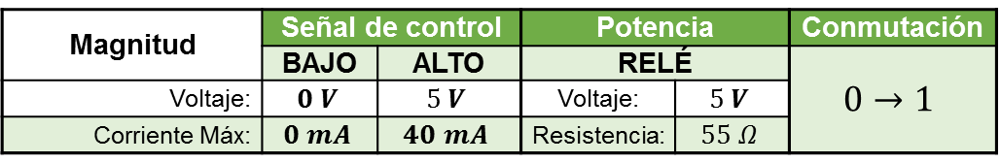 Magnitud Señal de control Potencia Conmutación
BAJO ALTO RELÉ
Voltaje: 0 V 5 V Voltaje: 5 V 0 → 1
Corriente Máx: 0 mA 40 mA Resistencia: 55 Ω